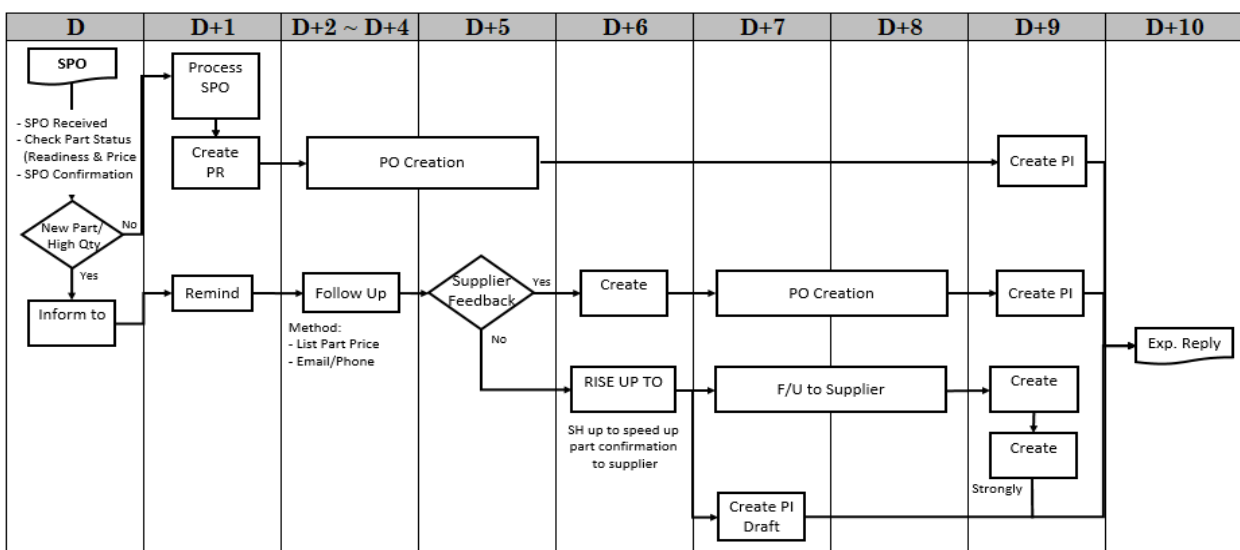 D
D+1
D+2 ~ D+4
D+5
D+6
D+7
D+8
D+9
D+10
SPO
- SPO Received
- Check Part Status
(Readiness & Price
- SPO Confirmation
New Part/
High Qty
No
Yes
Inform to
Process
SPO
Create
PR
PO Creation
Create PI
Remind
Follow Up
Method:
- List Part Price
- Email/Phone
Supplier
Feedback
Yes
No
Create
PO Creation
Create PI
RISE UP TO
SH up to speed up
part confirmation
to supplier
F/U to Supplier
Create
Create
Strongly
Create PI
Draft
Exp. Reply